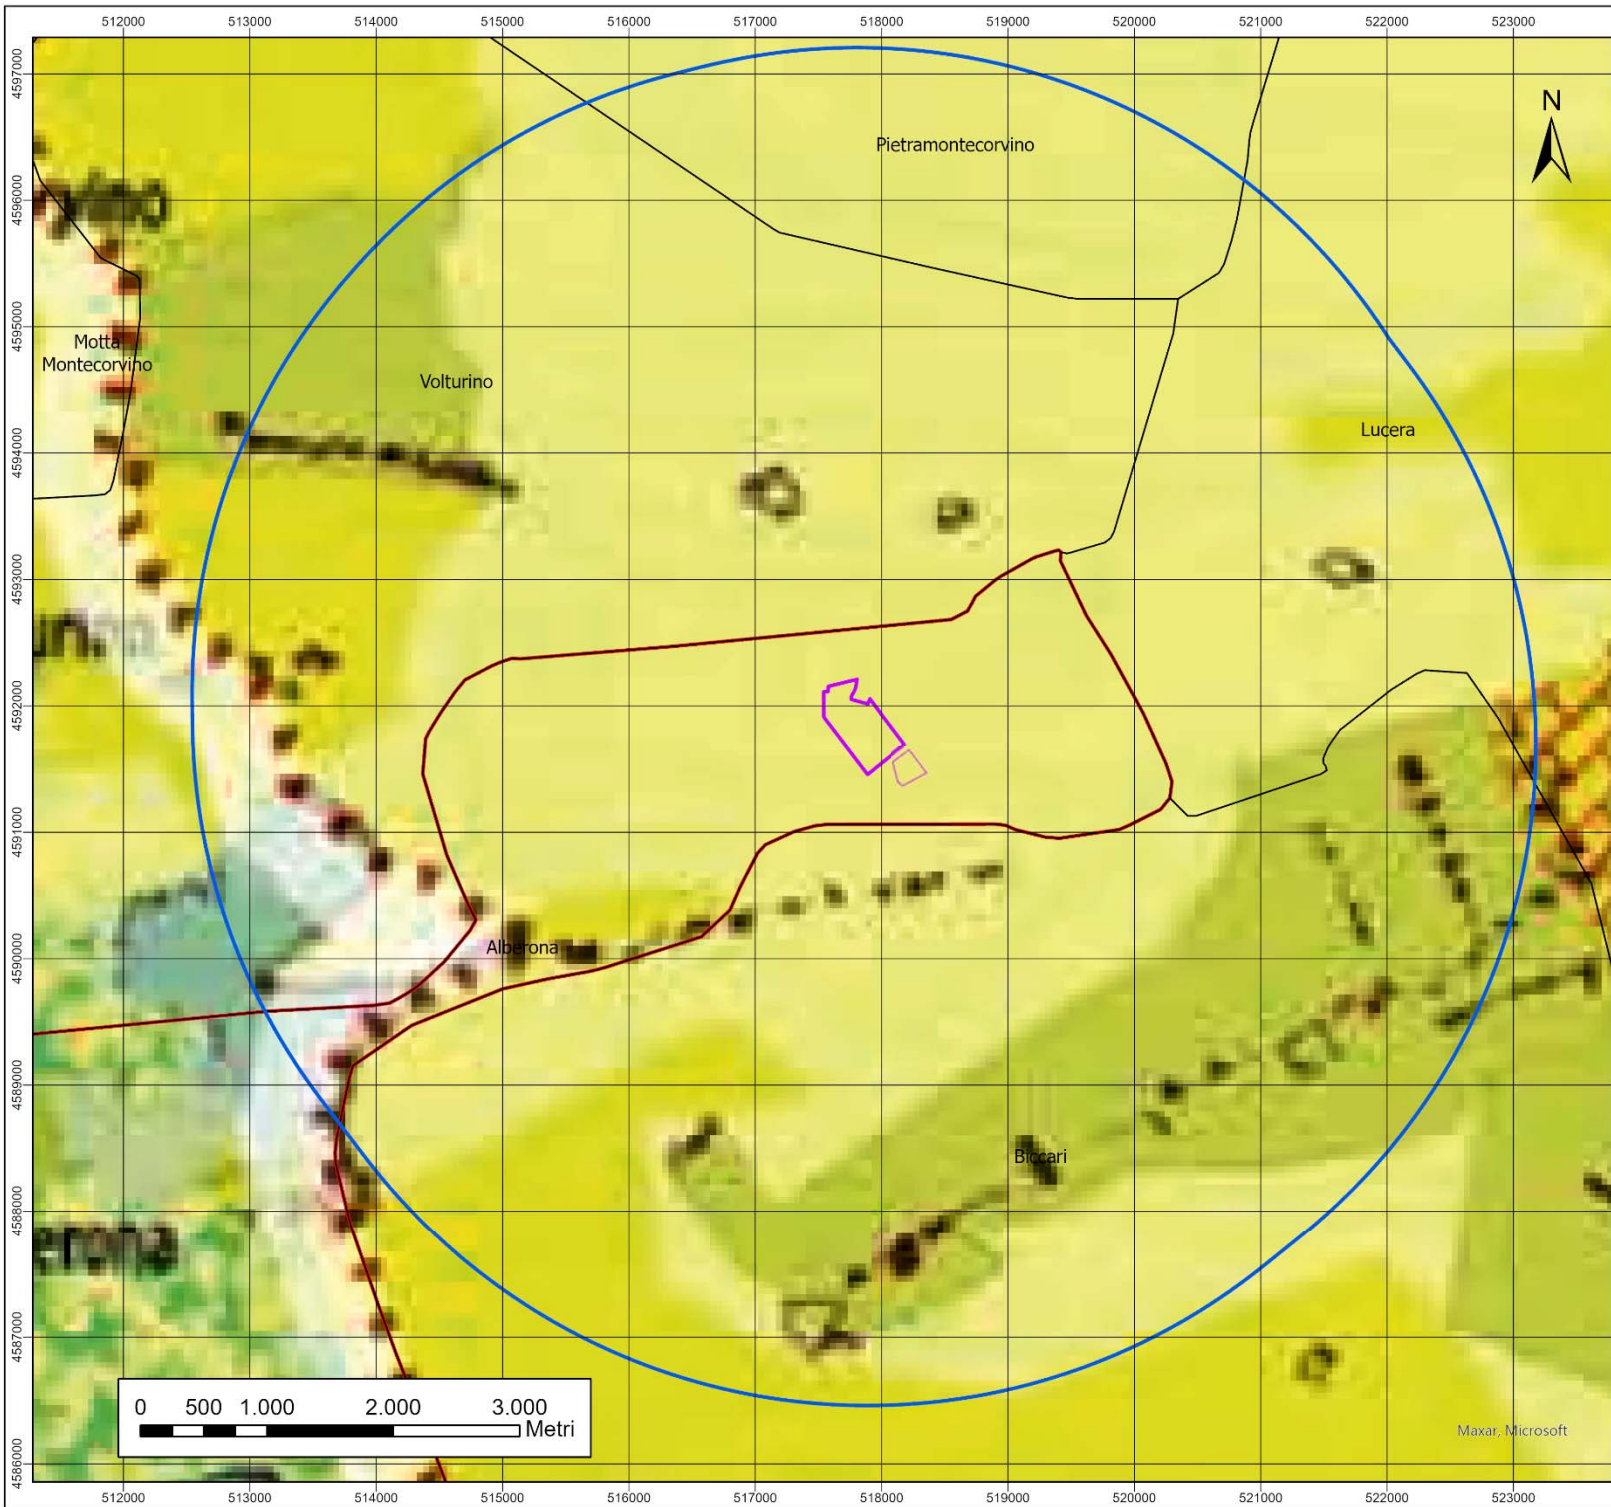 512000 513000 514000 515000 516000 517000 518000 519000 520000 521000 522000 523000
4597000
4596000
4595000
4594000
4593000
4592000
4591000
4590000
4589000
4588000
4587000
4586000
N
Pietramontecorvino
Motta
Montecorvino
Volturino
Lucera
Alberona
Biccari
0 500 1.000 2.000 3.000
Metri
Maxar, Microsoft
512000 513000 514000 515000 516000 517000 518000 519000 520000 521000 522000 523000